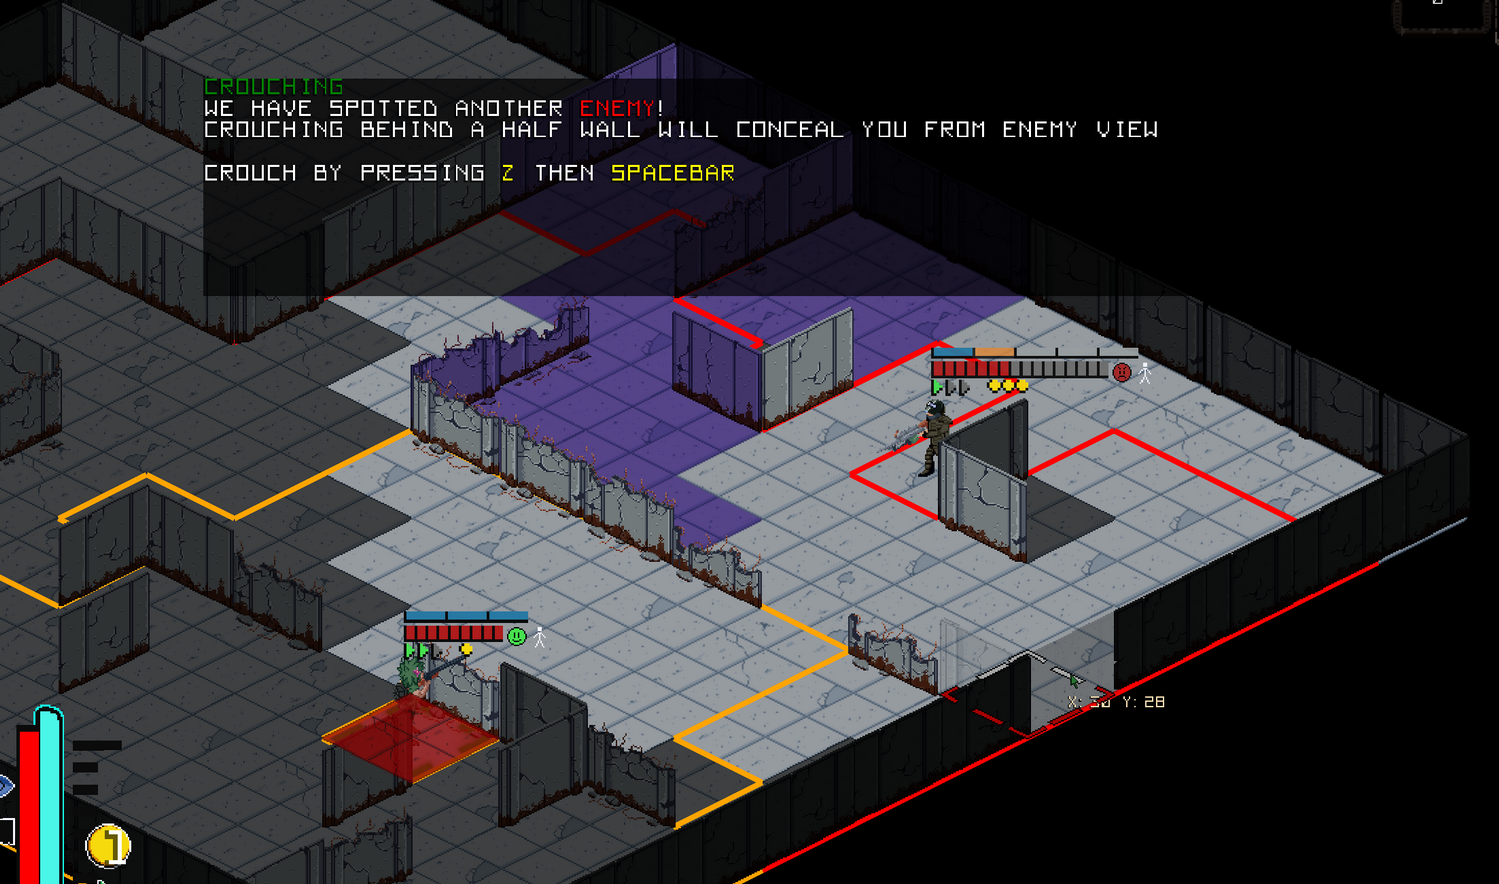 CROUCHING
WE HAVE SPOTTED ANOTHER ENEMY!
CROUCHING BEHIND A HALF WALL WILL CONCEAL YOU FROM ENEMY VIEW
CROUCH BY PRESSING Z THEN SPACEBAR
X: 30 Y: 28
1